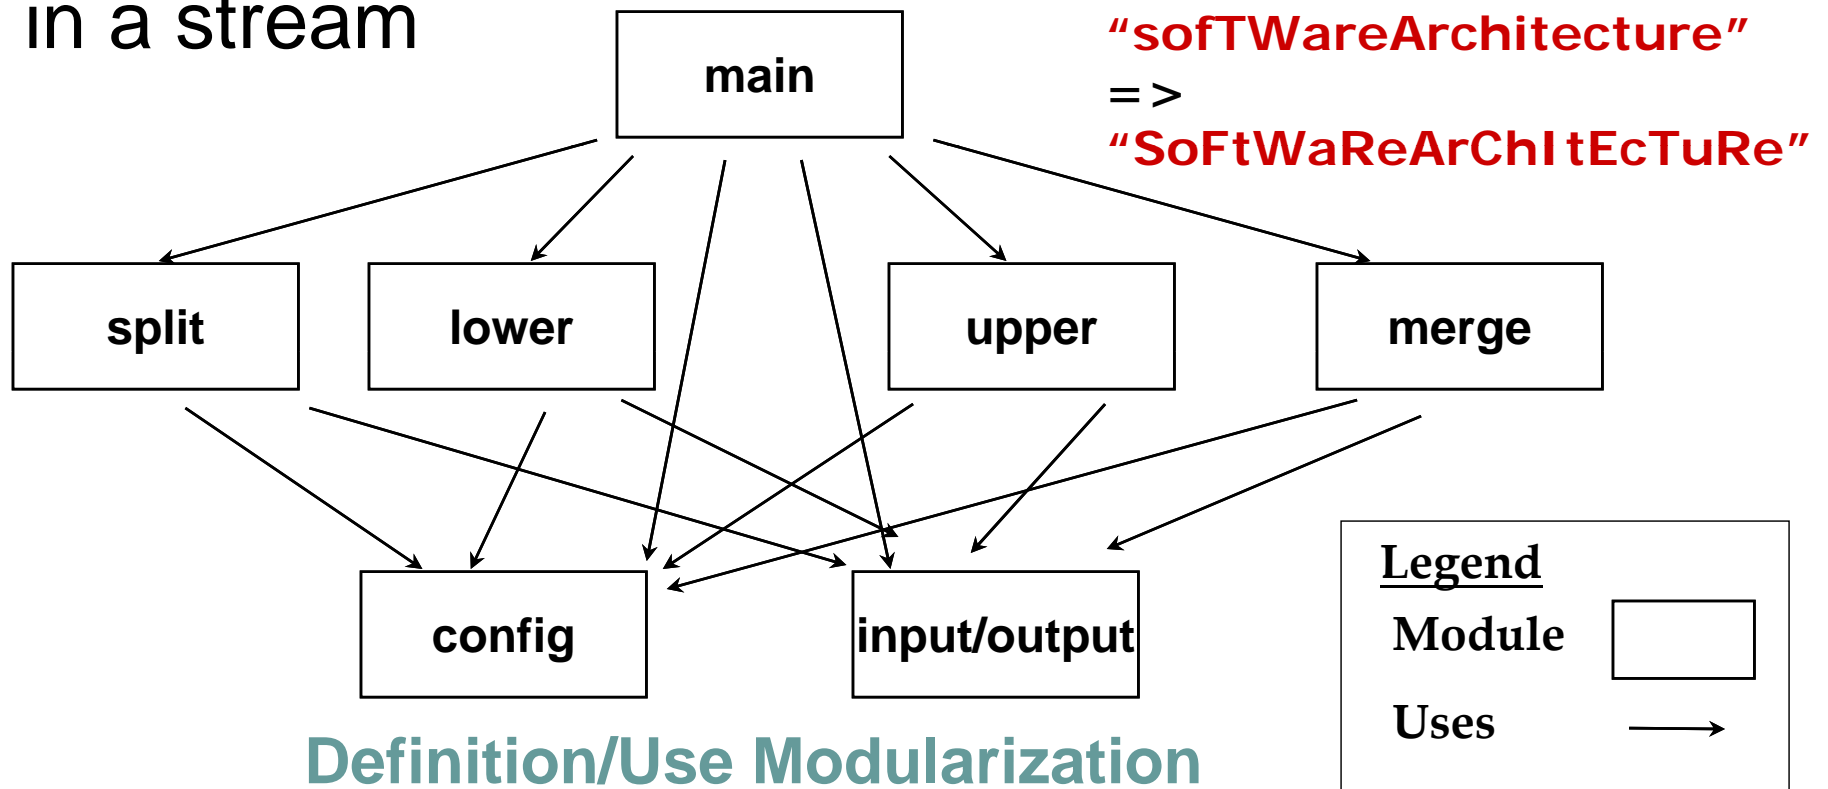 in a stream
“sofTWareArchitecture”
=>
“SoFtWaReArChItEcTuRe”
main
split
lower
upper
merge
config
input/output
Legend
Module
Uses
Definition/Use Modularization